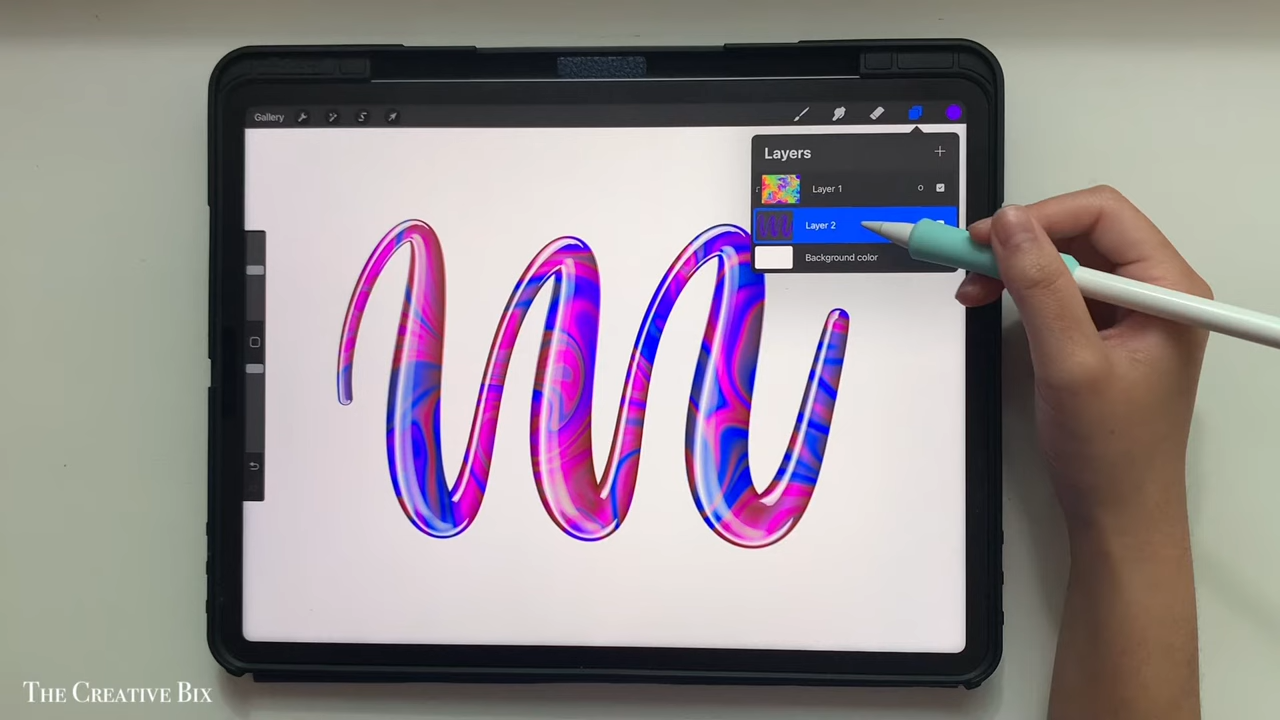 Gallery
Layers
Layer 1
O
Layer 2
Background color
THE CREATIVE BIX